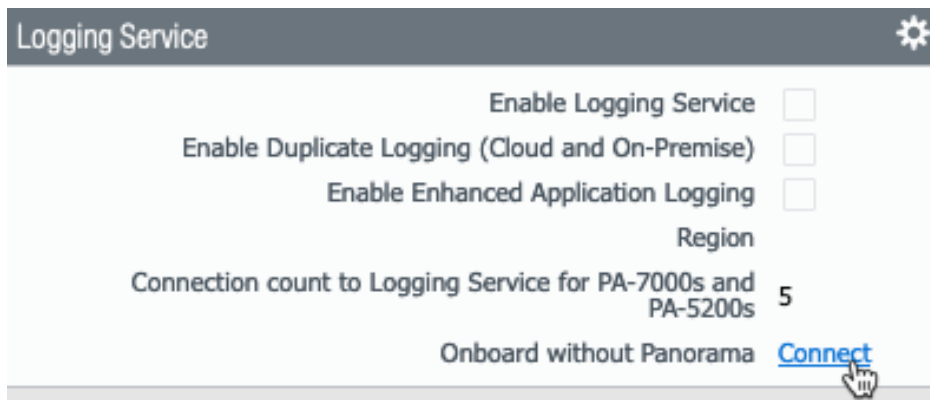 Logging Service
Enable Logging Service
Enable Duplicate Logging (Cloud and On-Premise)
Enable Enhanced Application Logging
Region
Connection count to Logging Service for PA-7000s and
PA-5200s 5
Onboard without Panorama Connect